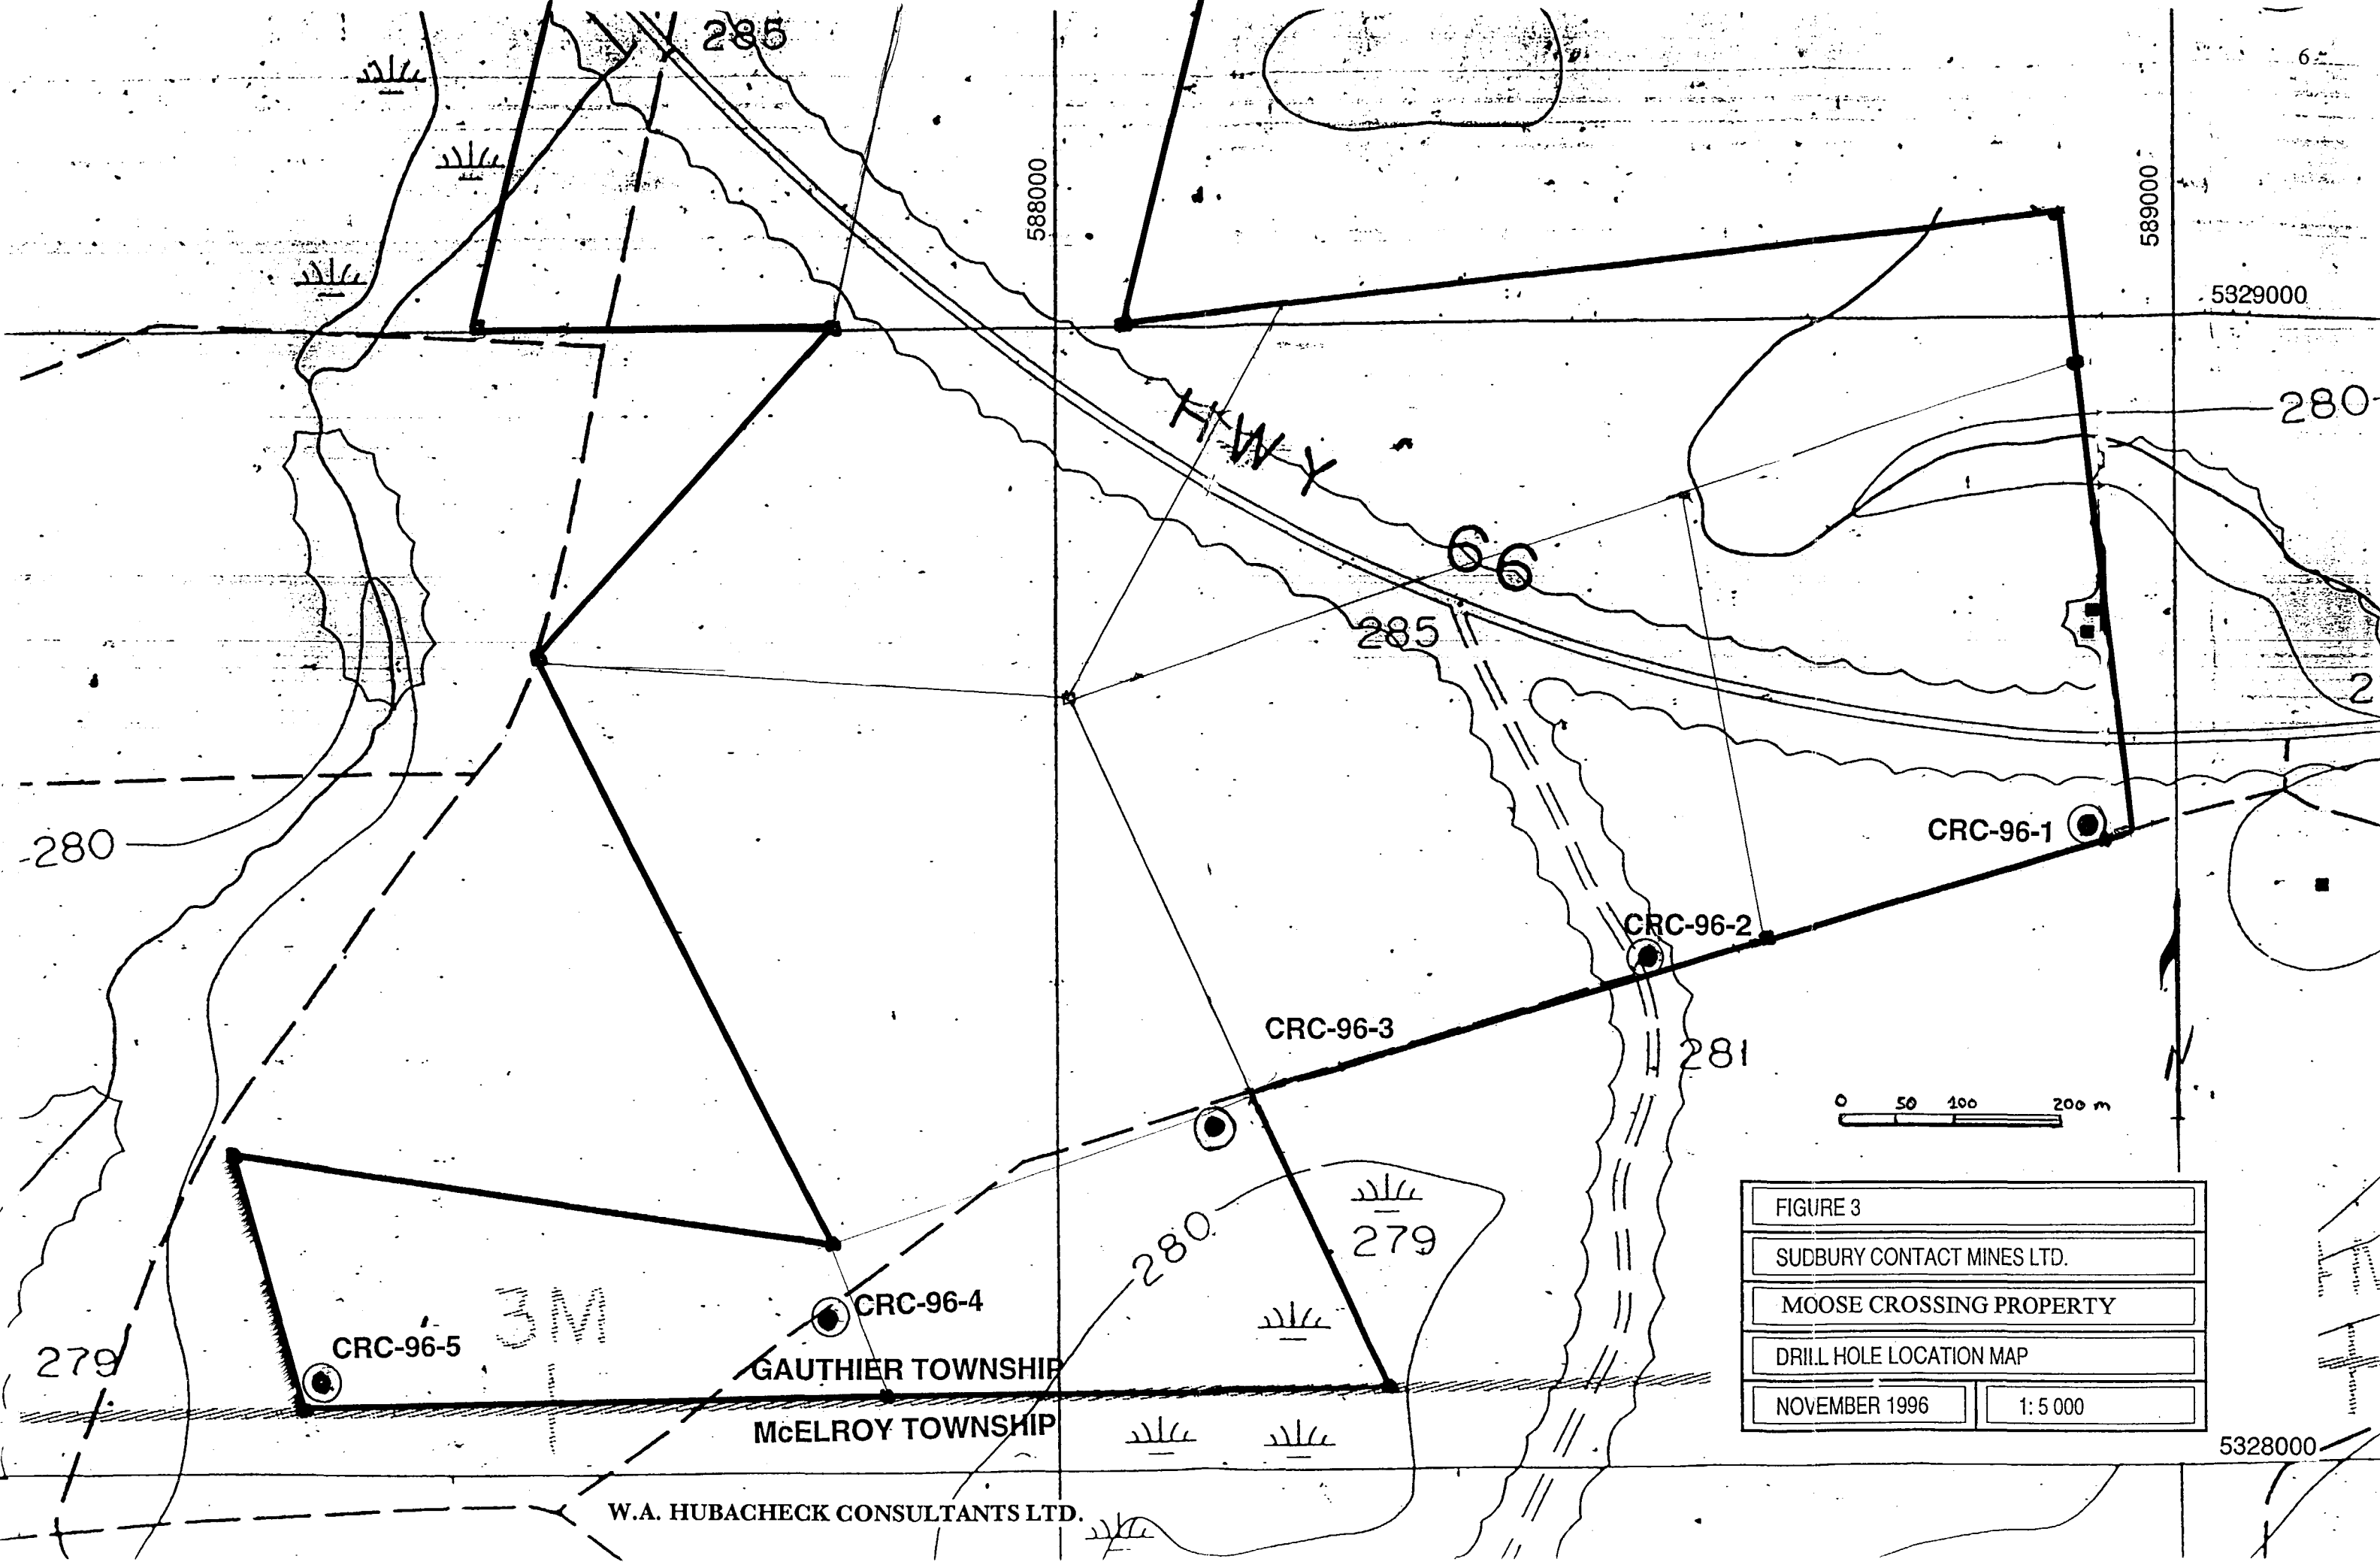 285
6
588000
589000
5329000
HWY
66
280
285
2
280
CRC-96-1
CRC-96-2
CRC-96-3
281
0 50 100 200 m
N
280
279
3M
CRC-96-4
CRC-96-5
279
GAUTHIER TOWNSHIP
McELROY TOWNSHIP
FIGURE 3
SUDBURY CONTACT MINES LTD.
MOOSE CROSSING PROPERTY
DRILL HOLE LOCATION MAP
NOVEMBER 1996 1: 5 000
5328000
W.A. HUBACHECK CONSULTANTS LTD.